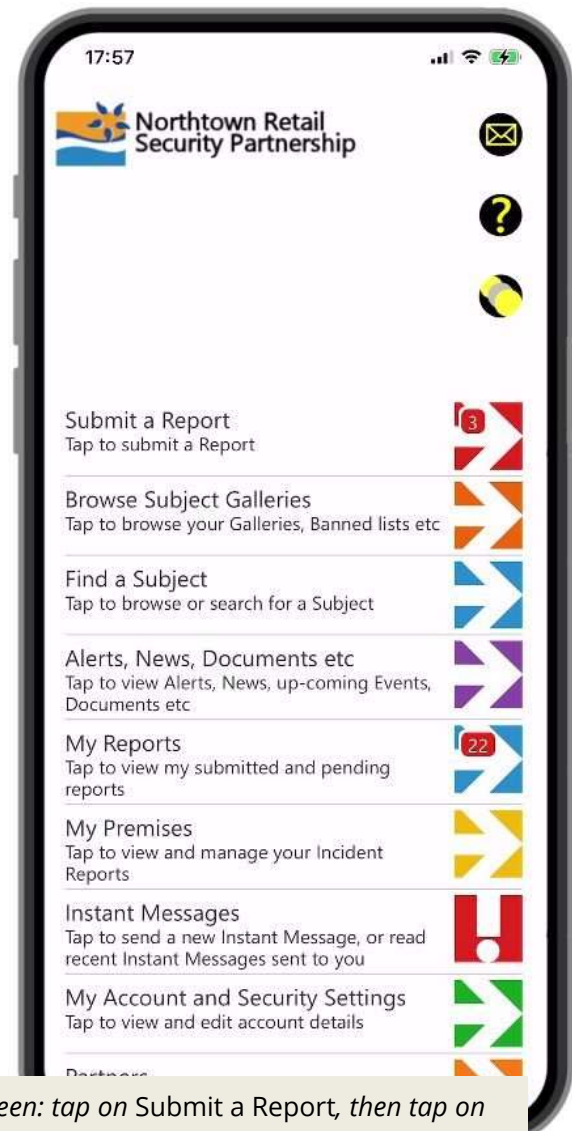 17:57
Northtown Retail
Security Partnership
?
Submit a Report
Tap to submit a Report
3
Browse Subject Galleries
Tap to browse your Galleries, Banned lists etc
Find a Subject
Tap to browse or search for a Subject
Alerts, News, Documents etc
Tap to view Alerts, News, up-coming Events,
Documents etc
My Reports
22
Tap to view my submitted and pending
reports
My Premises
Tap to view and manage your Incident
Reports
Instant Messages
Tap to send a new Instant Message, or read
recent Instant Messages sent to you
My Account and Security Settings
Tap to view and edit account details
tap on Submit a Report, then tap on